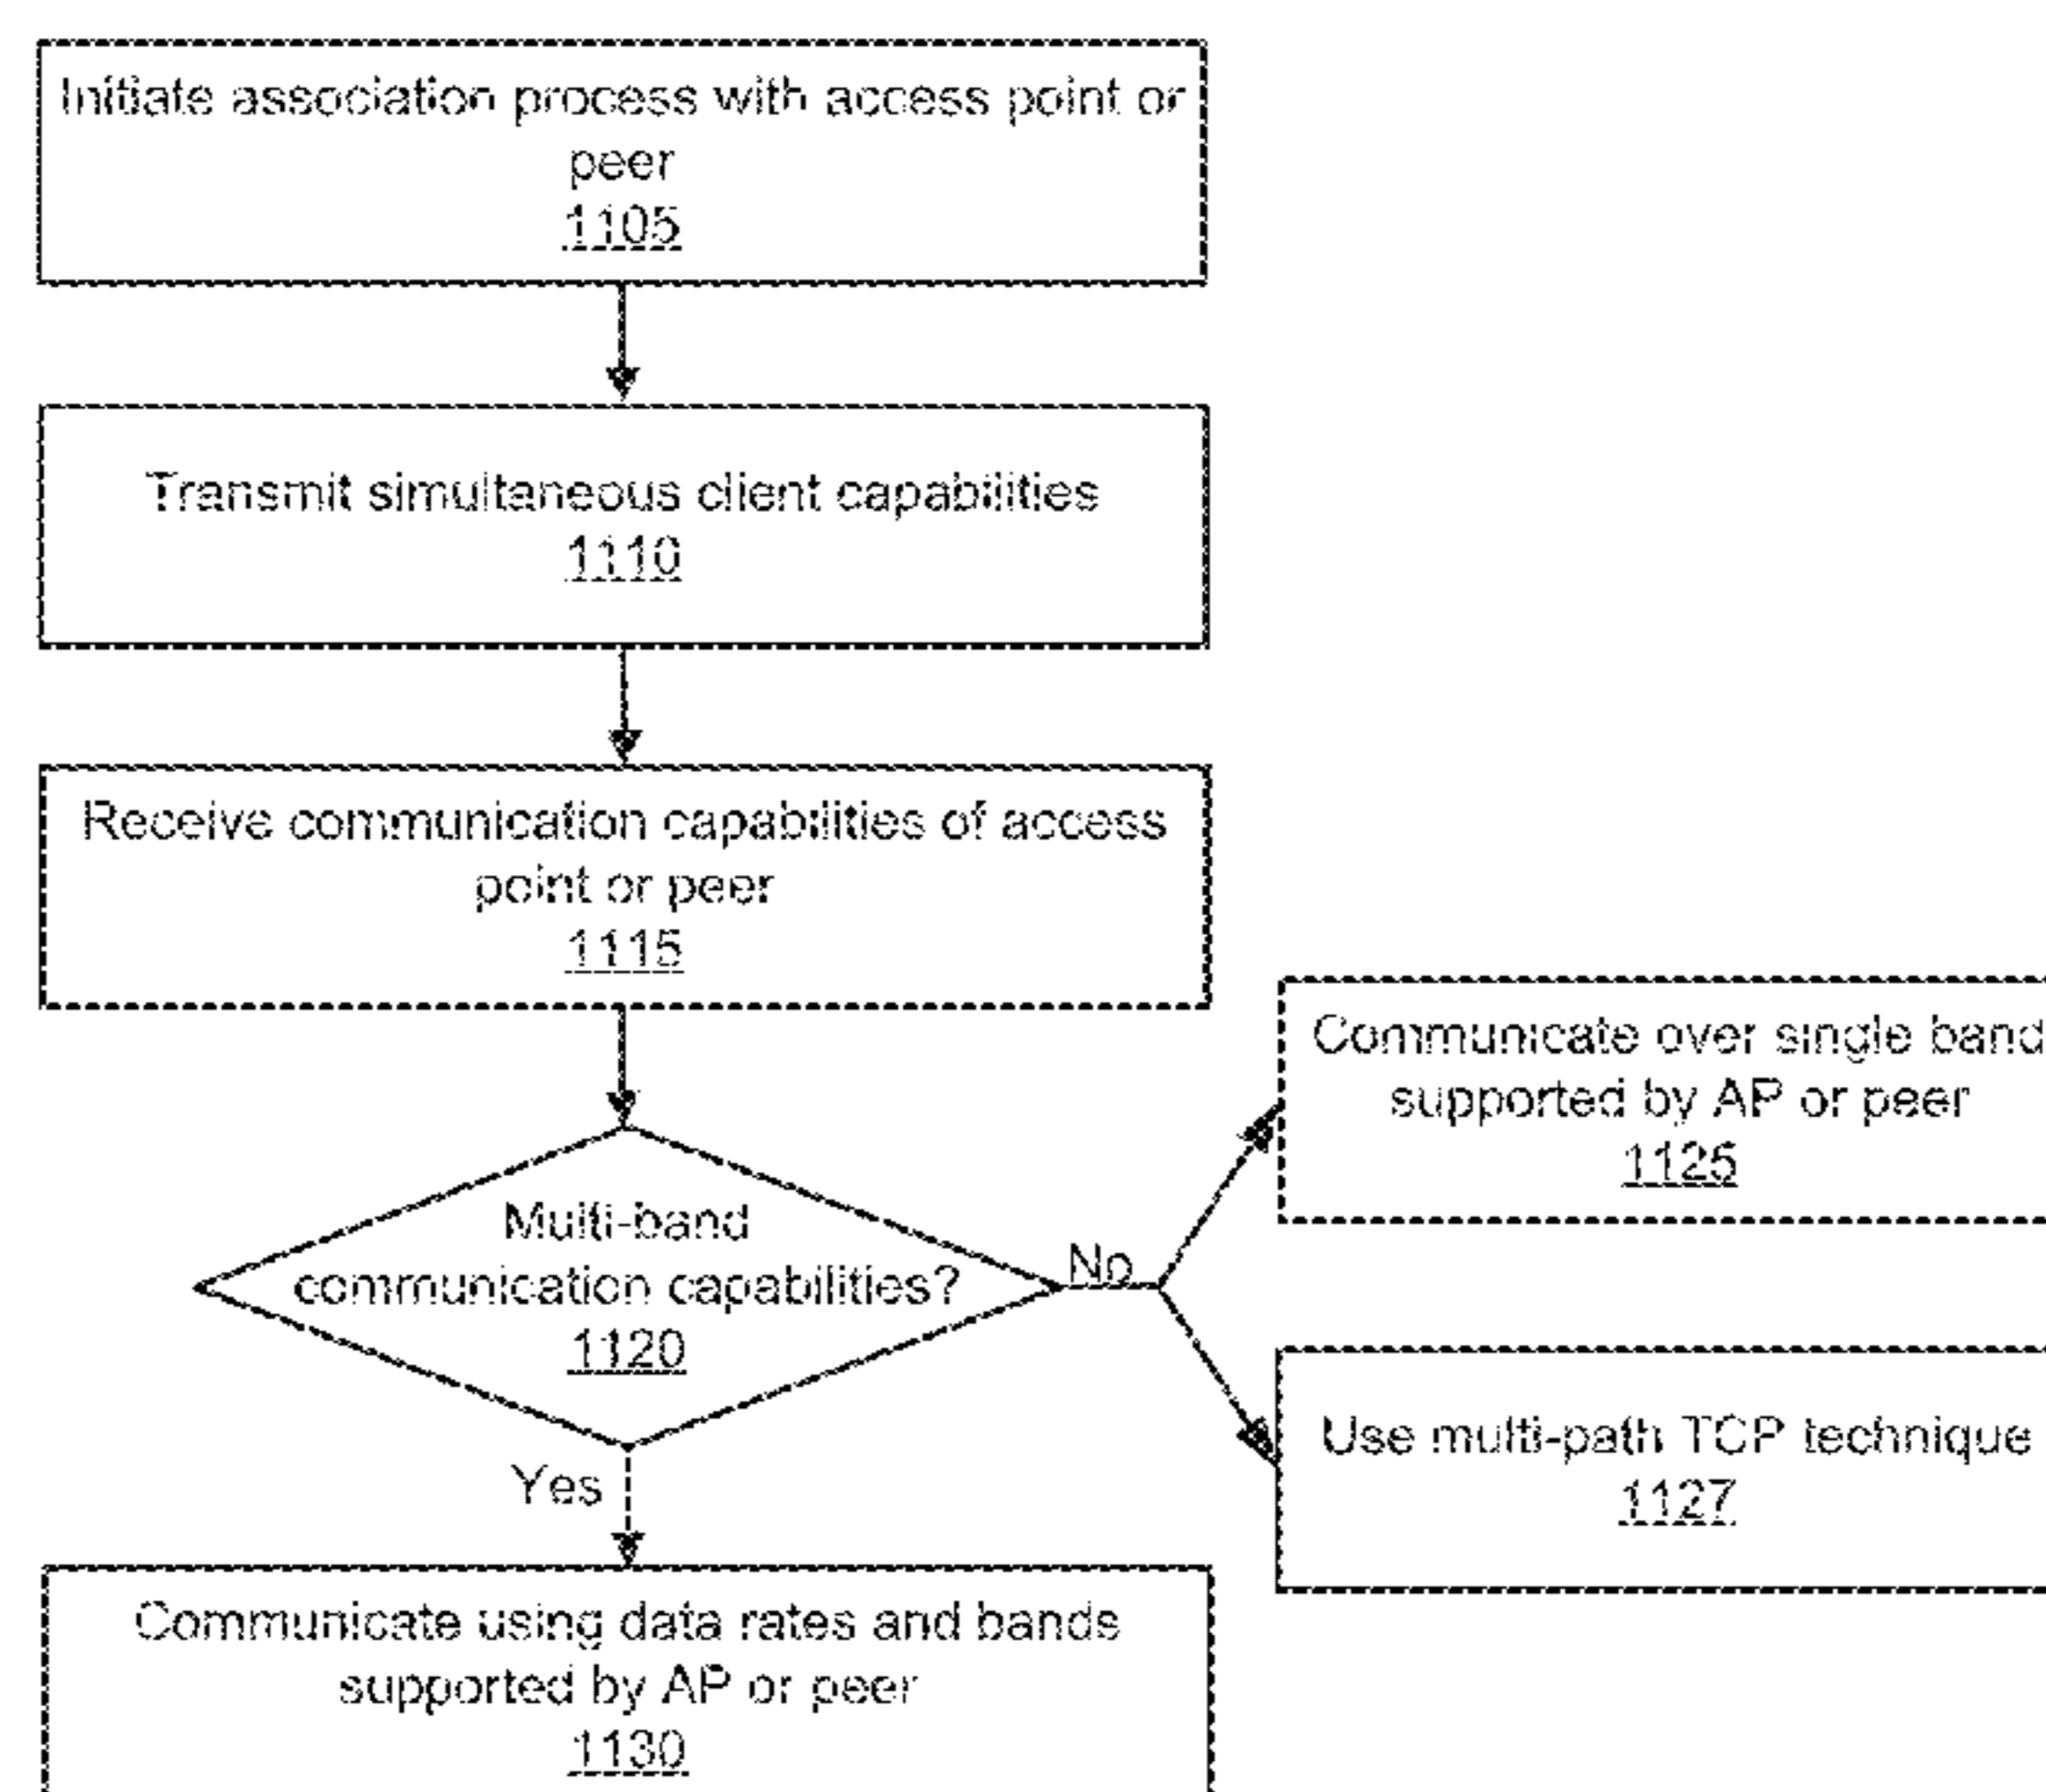 Initiate association process with access point or
peer
1105
Transmit simultaneous client capabilities
1110
Receive communication capabilities of access
point or peer
1115
Communicate over single band
supported by AP or peer
1125
Multi-band
communication capabilities?
1120
No
Use multi-path TCP technique
1127
Yes
Communicate using data rates and bands
supported by AP or peer
1130